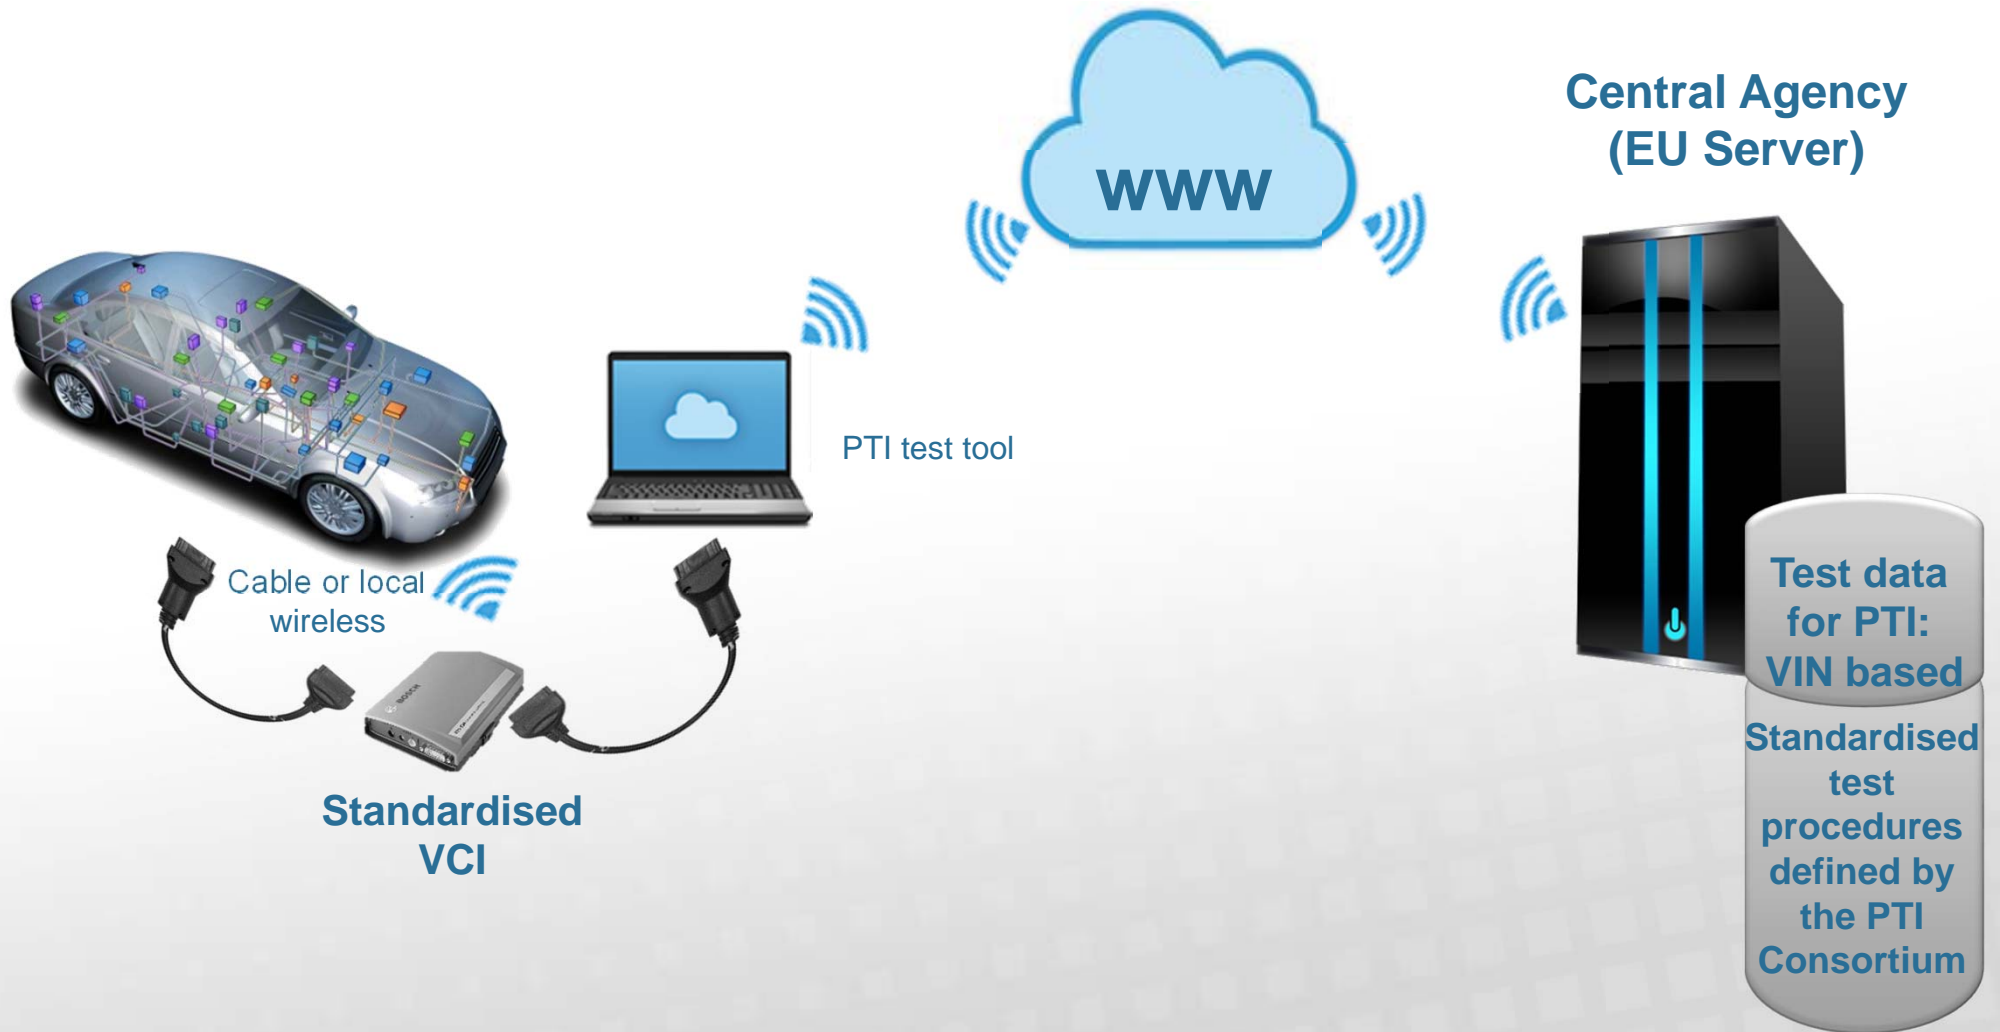 www
Central Agency
(EU Server)
PTI test tool
Cable or local
wireless
BOSCH
Standardised
VCI
Test data
for PTI:
VIN based
Standardised
test
procedures
defined by
the PTI
Consortium